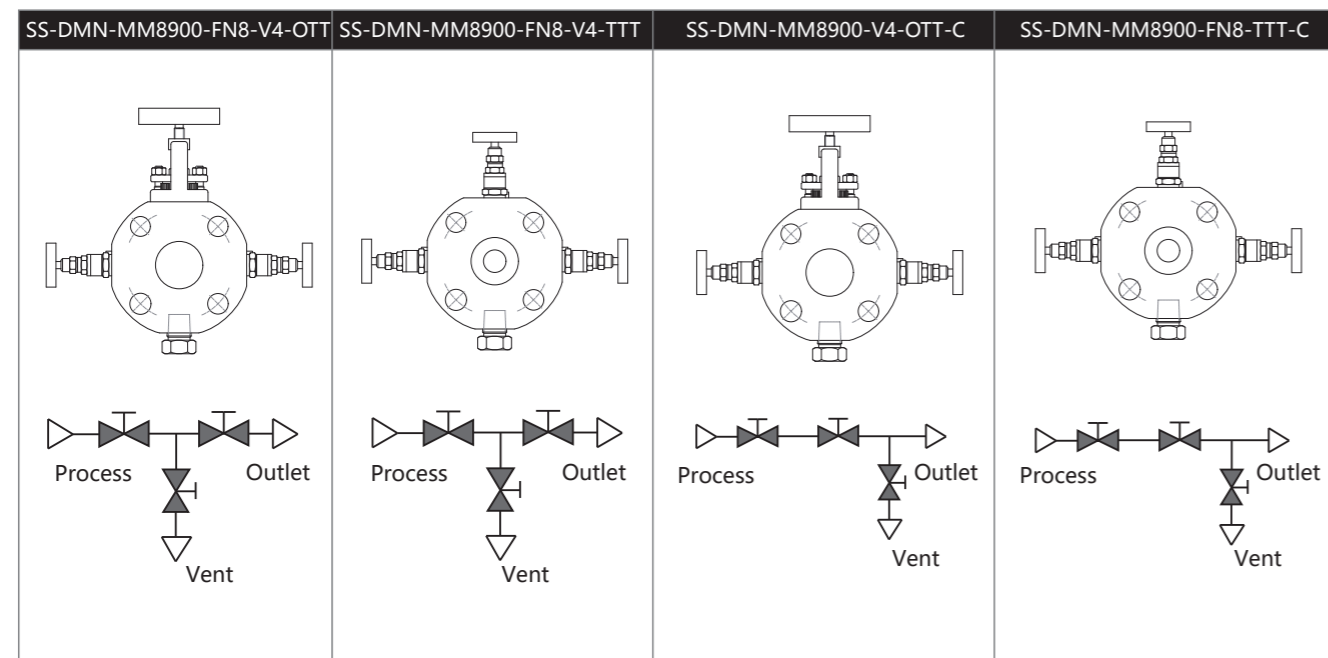 SS-DMN-MM8900-FN8-V4-OTT
SS-DMN-MM8900-FN8-V4-TTT
SS-DMN-MM8900-V4-OTT-C
SS-DMN-MM8900-FN8-TTT-C
Process
Outlet
Vent
Process
Outlet
Vent
Process
Outlet
Vent
Process
Outlet
Vent